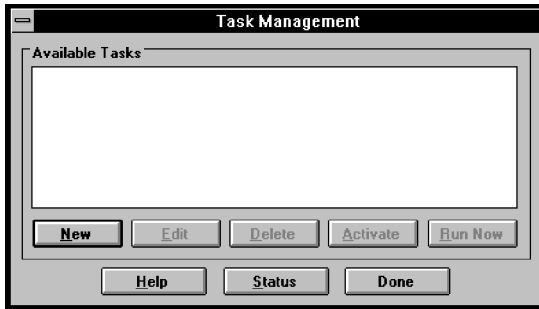 Task Management
Available Tasks
New Edit Delete Activate Run Now
Help Status Done